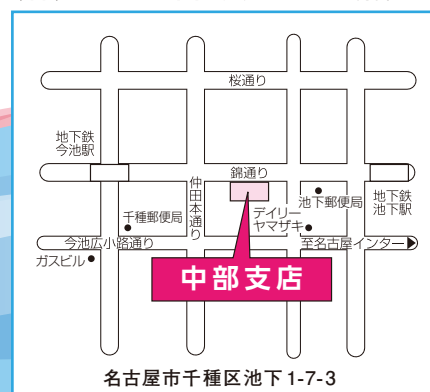 桜通り
地下鉄
今池駅
錦通り
仲田本通り
池下郵便局
地下鉄
池下駅
千種郵便局
デイリー
ヤマザキ
今池広小路通り
至名古屋インター▶
ガスビル
中部支店
名古屋市千種区池下1-7-3